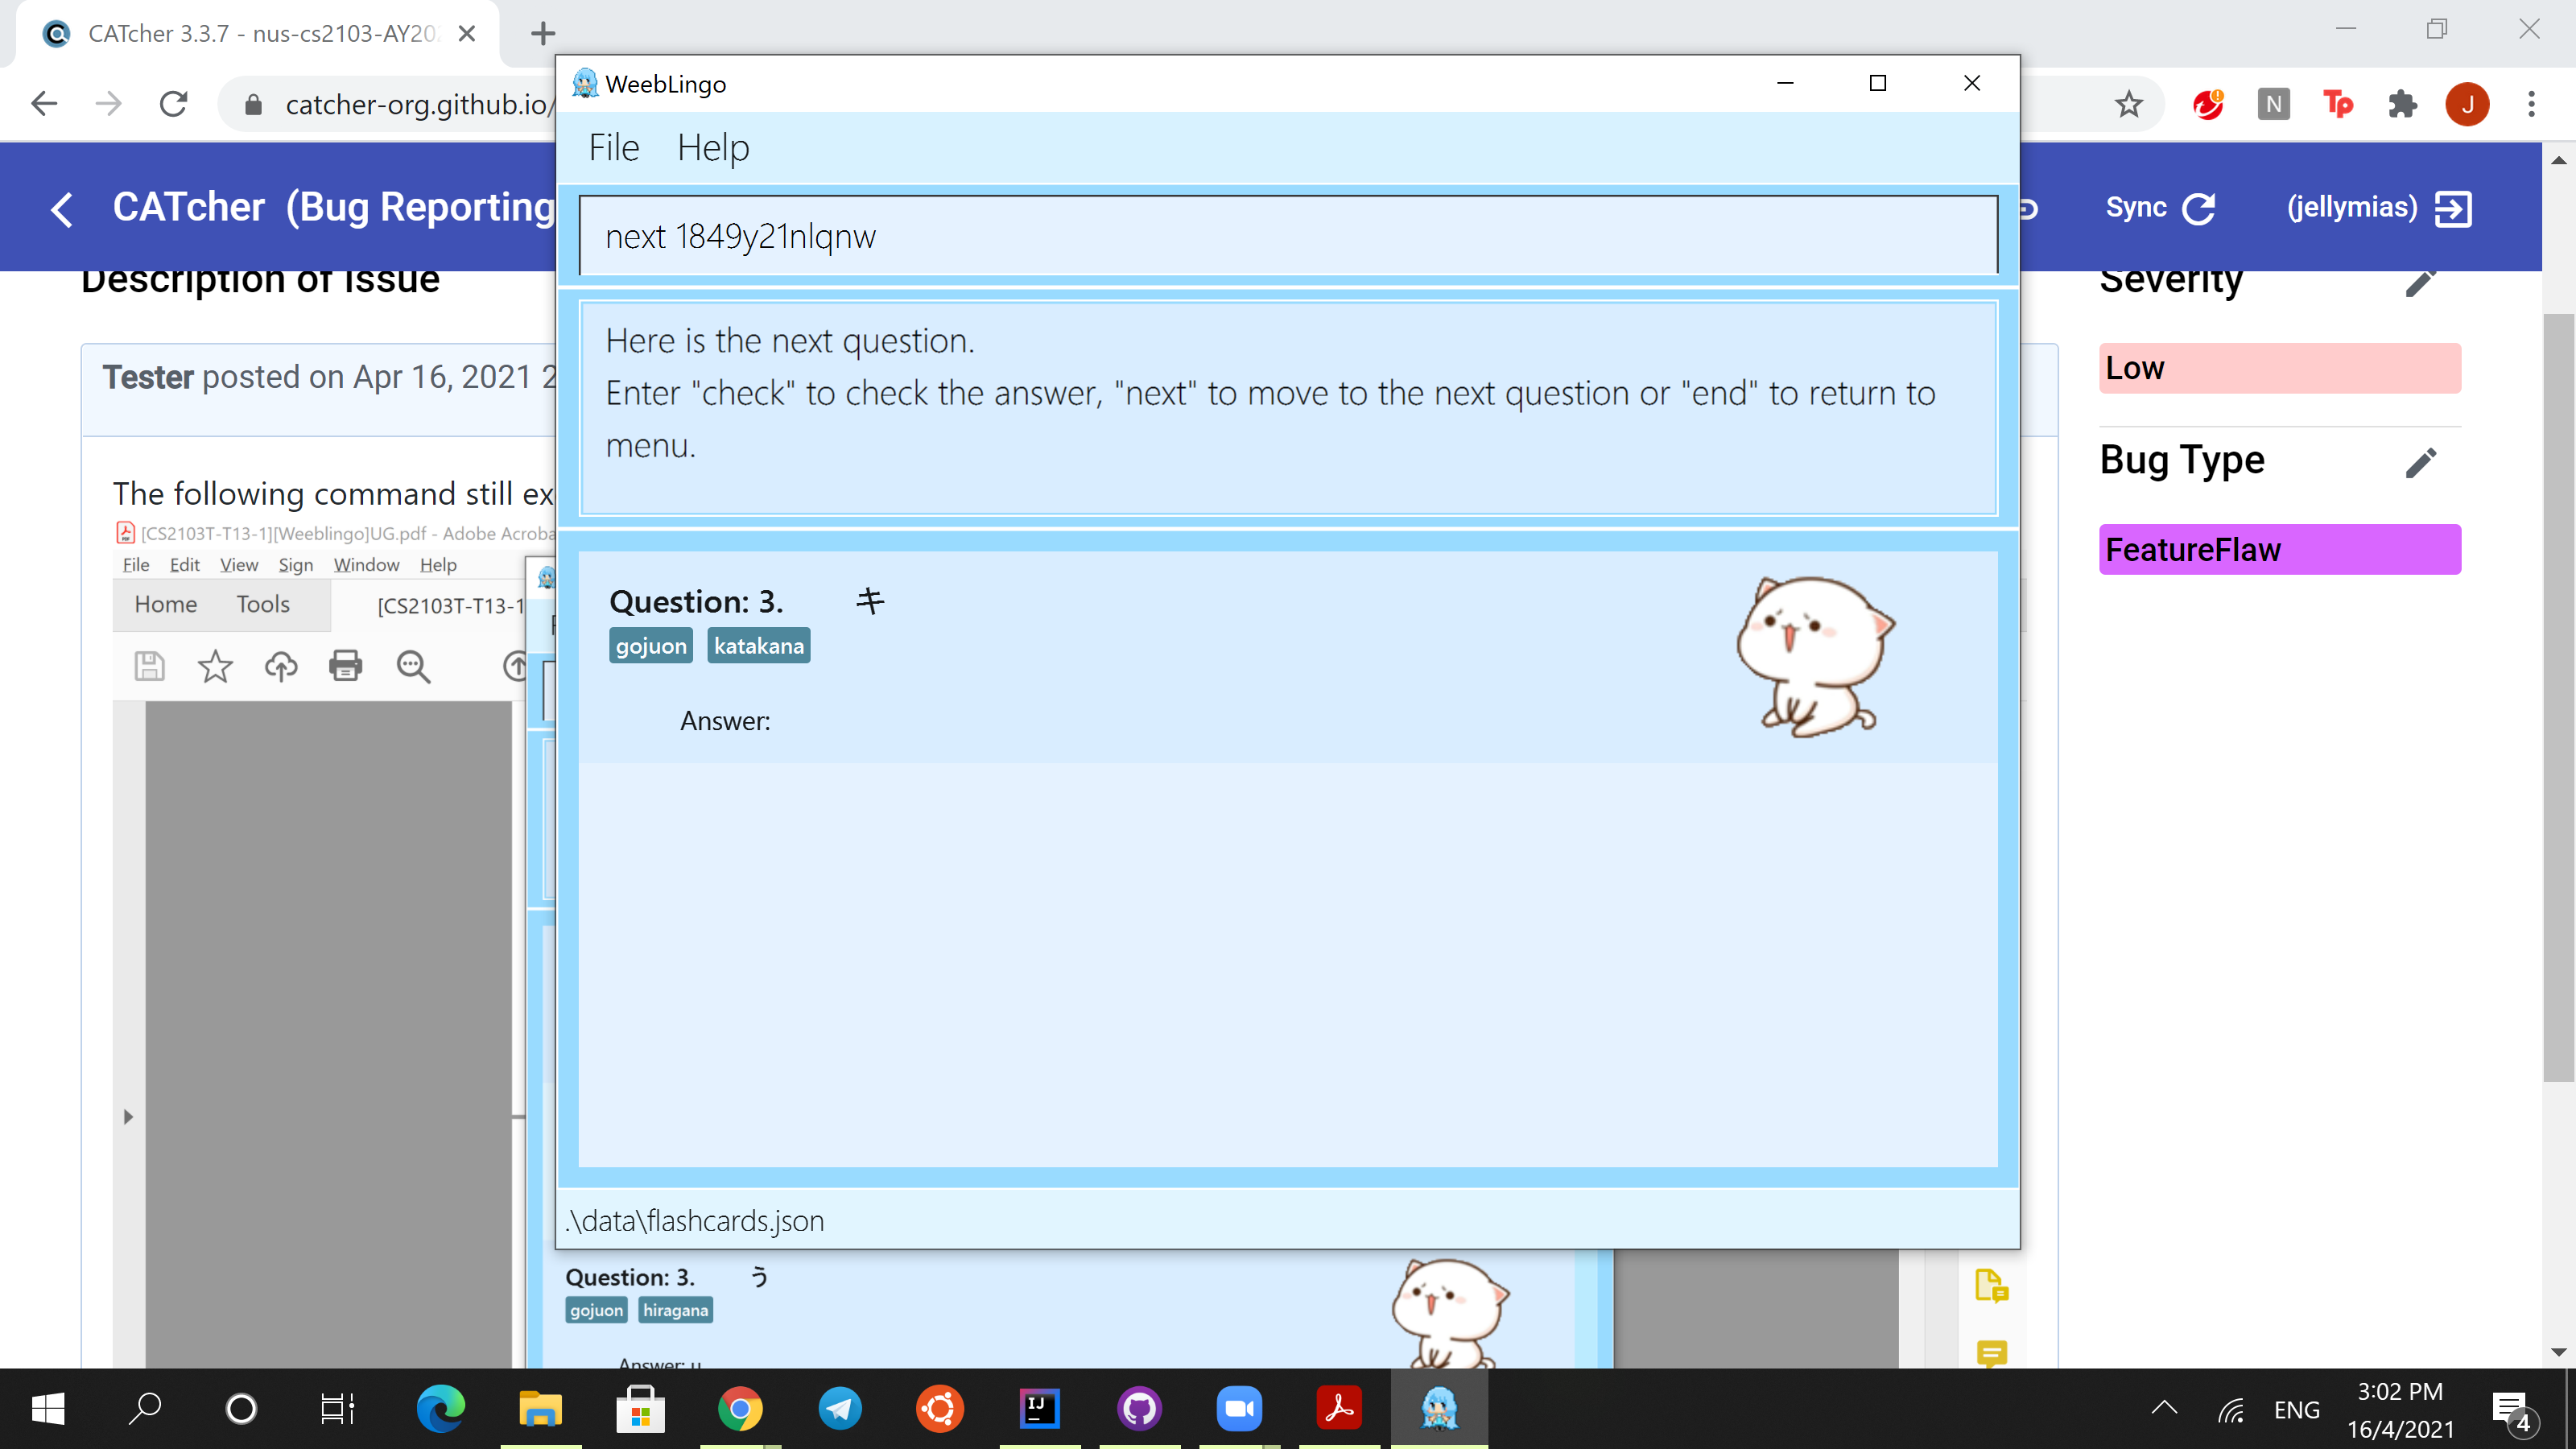 CATcher 3.3.7 - nus-cs2103-AY20
catcher-org.github.io/
N
Tp
J
CATcher (Bug Reporting
Sync
(jellymias)
Description of Issue
Tester posted on Apr 16, 2021 2
The following command still ex
[CS2103T-T13-1][Weeblingo]UG.pdf - Adobe Acroba
File Edit View Sign Window Help
Home Tools [CS2103T-T13-1
WeebLingo
File Help
next 1849y21nlqnw
Here is the next question.
Enter "check" to check the answer, "next" to move to the next question or "end" to return to
menu.
Question: 3. キ
gojuon katakana
Answer:
.\data\flashcards.json
Question: 3. う
gojuon hiragana
Answer: u
Severity
Low
Bug Type
FeatureFlaw
IJ
ENG
3:02 PM
16/4/2021
4